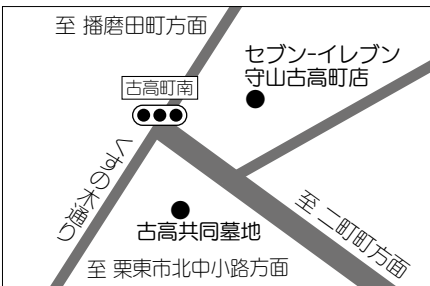 至 播磨田町方面
セブン-イレブン
守山古高町店
古高町南
くすの木通り
古高共同墓地
至 二町町方面
至 栗東市北中小路方面